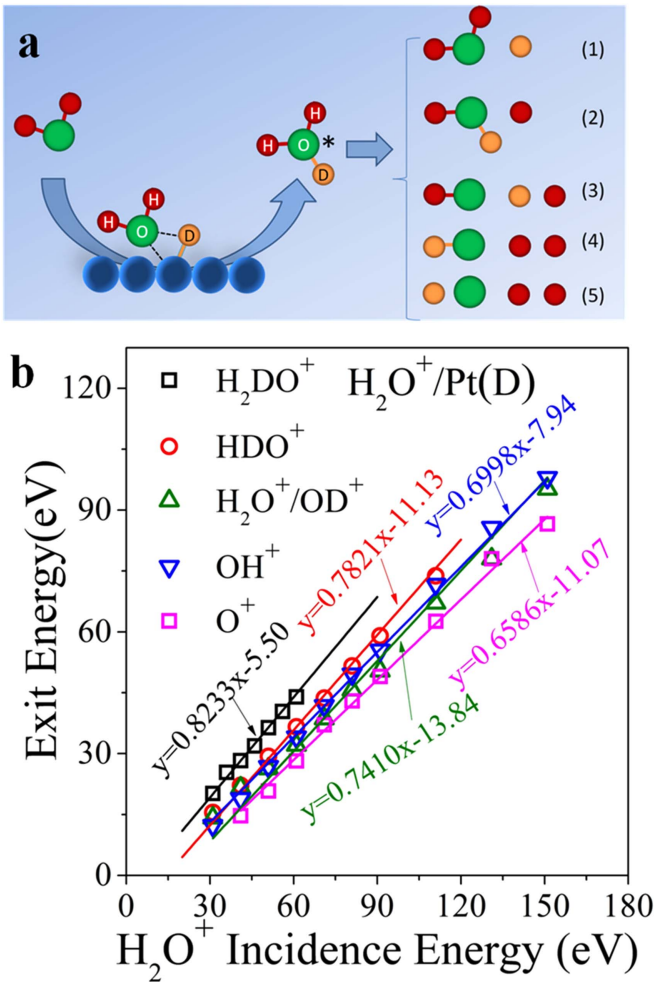 a
(1)
H
(2)
H
O
*
D
H
H
(3)
O
D
(4)
(5)
b
H₂DO⁺
H₂O⁺/Pt(D)
HDO⁺
H₂O⁺/OD⁺
OH⁺
O⁺
y=0.8233x-5.50
y=0.7821x-11.13
y=0.6998x-7.94
y=0.6586x-11.07
y=0.7410x-13.84
Exit Energy(eV)
120
90
60
30
0
0 30 60 90 120 150 180
H₂O⁺ Incidence Energy (eV)